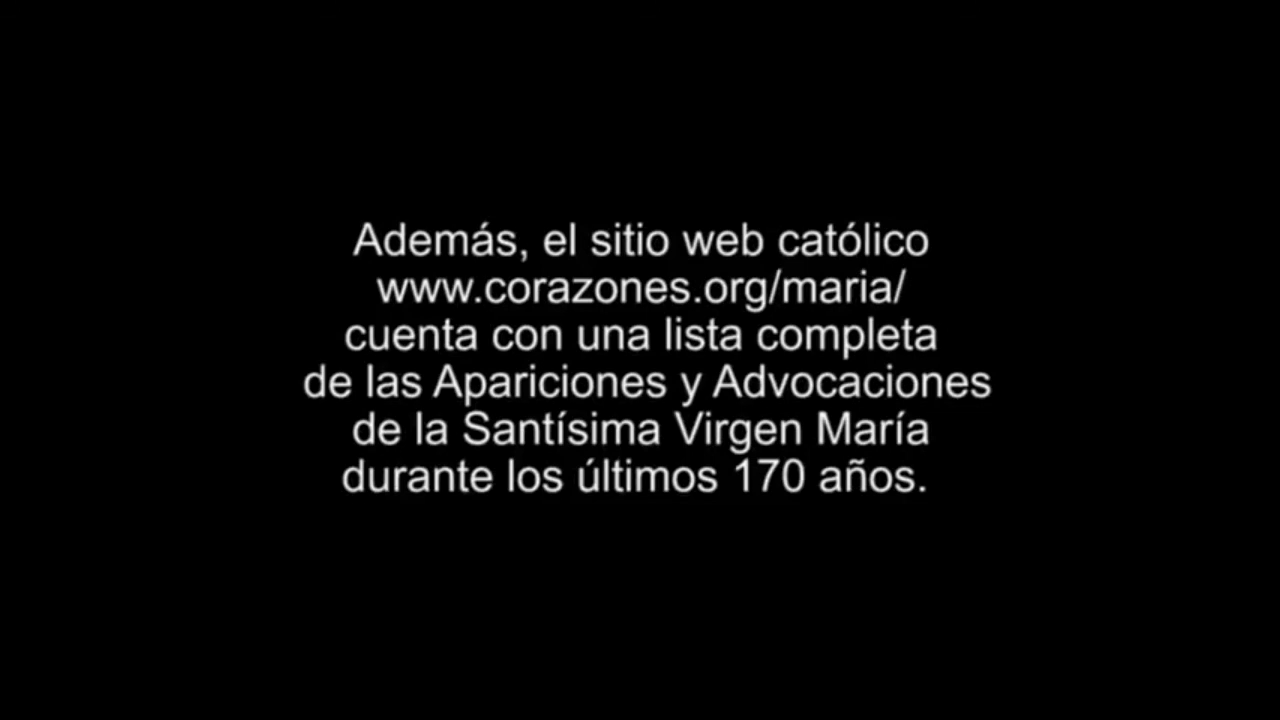 Además, el sitio web católico
www.corazones.org/maria/
cuenta con una lista completa
de las Apariciones y Advocaciones
de la Santísima Virgen María
durante los últimos 170 años.